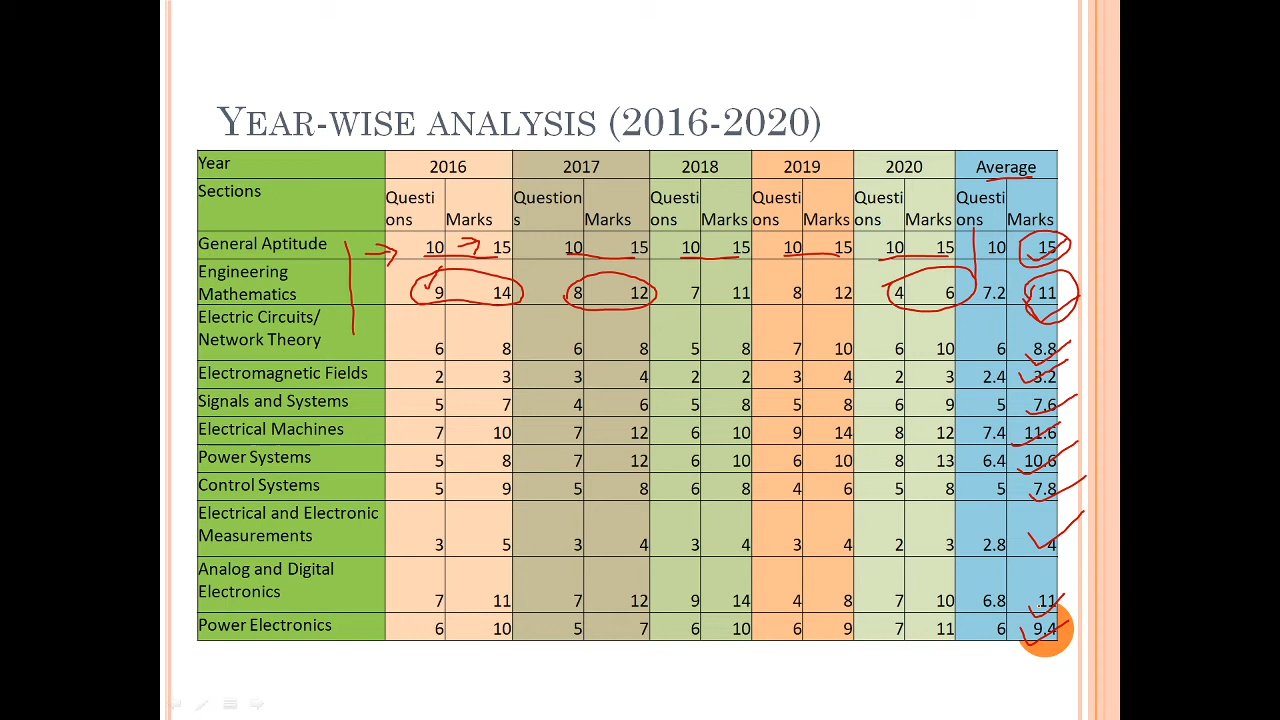 YEAR-WISE ANALYSIS (2016-2020)
Year 2016 2017 2018 2019 2020 Average
Sections Questi ons Marks Question s Marks Questi ons Marks Questi ons Marks Questi ons Marks Questi ons Marks
General Aptitude 10 15 10 15 10 15 10 15 10 15 10 15
Engineering
Mathematics 9 14 8 12 7 11 8 12 4 6 7.2 11
Electric Circuits/
Network Theory 6 8 6 8 5 8 7 10 6 10 6 8.8
Electromagnetic Fields 2 3 3 4 2 2 3 4 2 3 2.4 3.2
Signals and Systems 5 7 4 6 5 8 5 8 6 9 5 7.6
Electrical Machines 7 10 7 12 6 10 9 14 8 12 7.4 11.6
Power Systems 5 8 7 12 6 10 6 10 8 13 6.4 10.6
Control Systems 5 9 5 8 6 8 4 6 5 8 5 7.8
Electrical and Electronic
Measurements 3 5 3 4 3 4 3 4 2 3 2.8 4
Analog and Digital
Electronics 7 11 7 12 9 14 4 8 7 10 6.8 11
Power Electronics 6 10 5 7 6 10 6 9 7 11 6 9.4